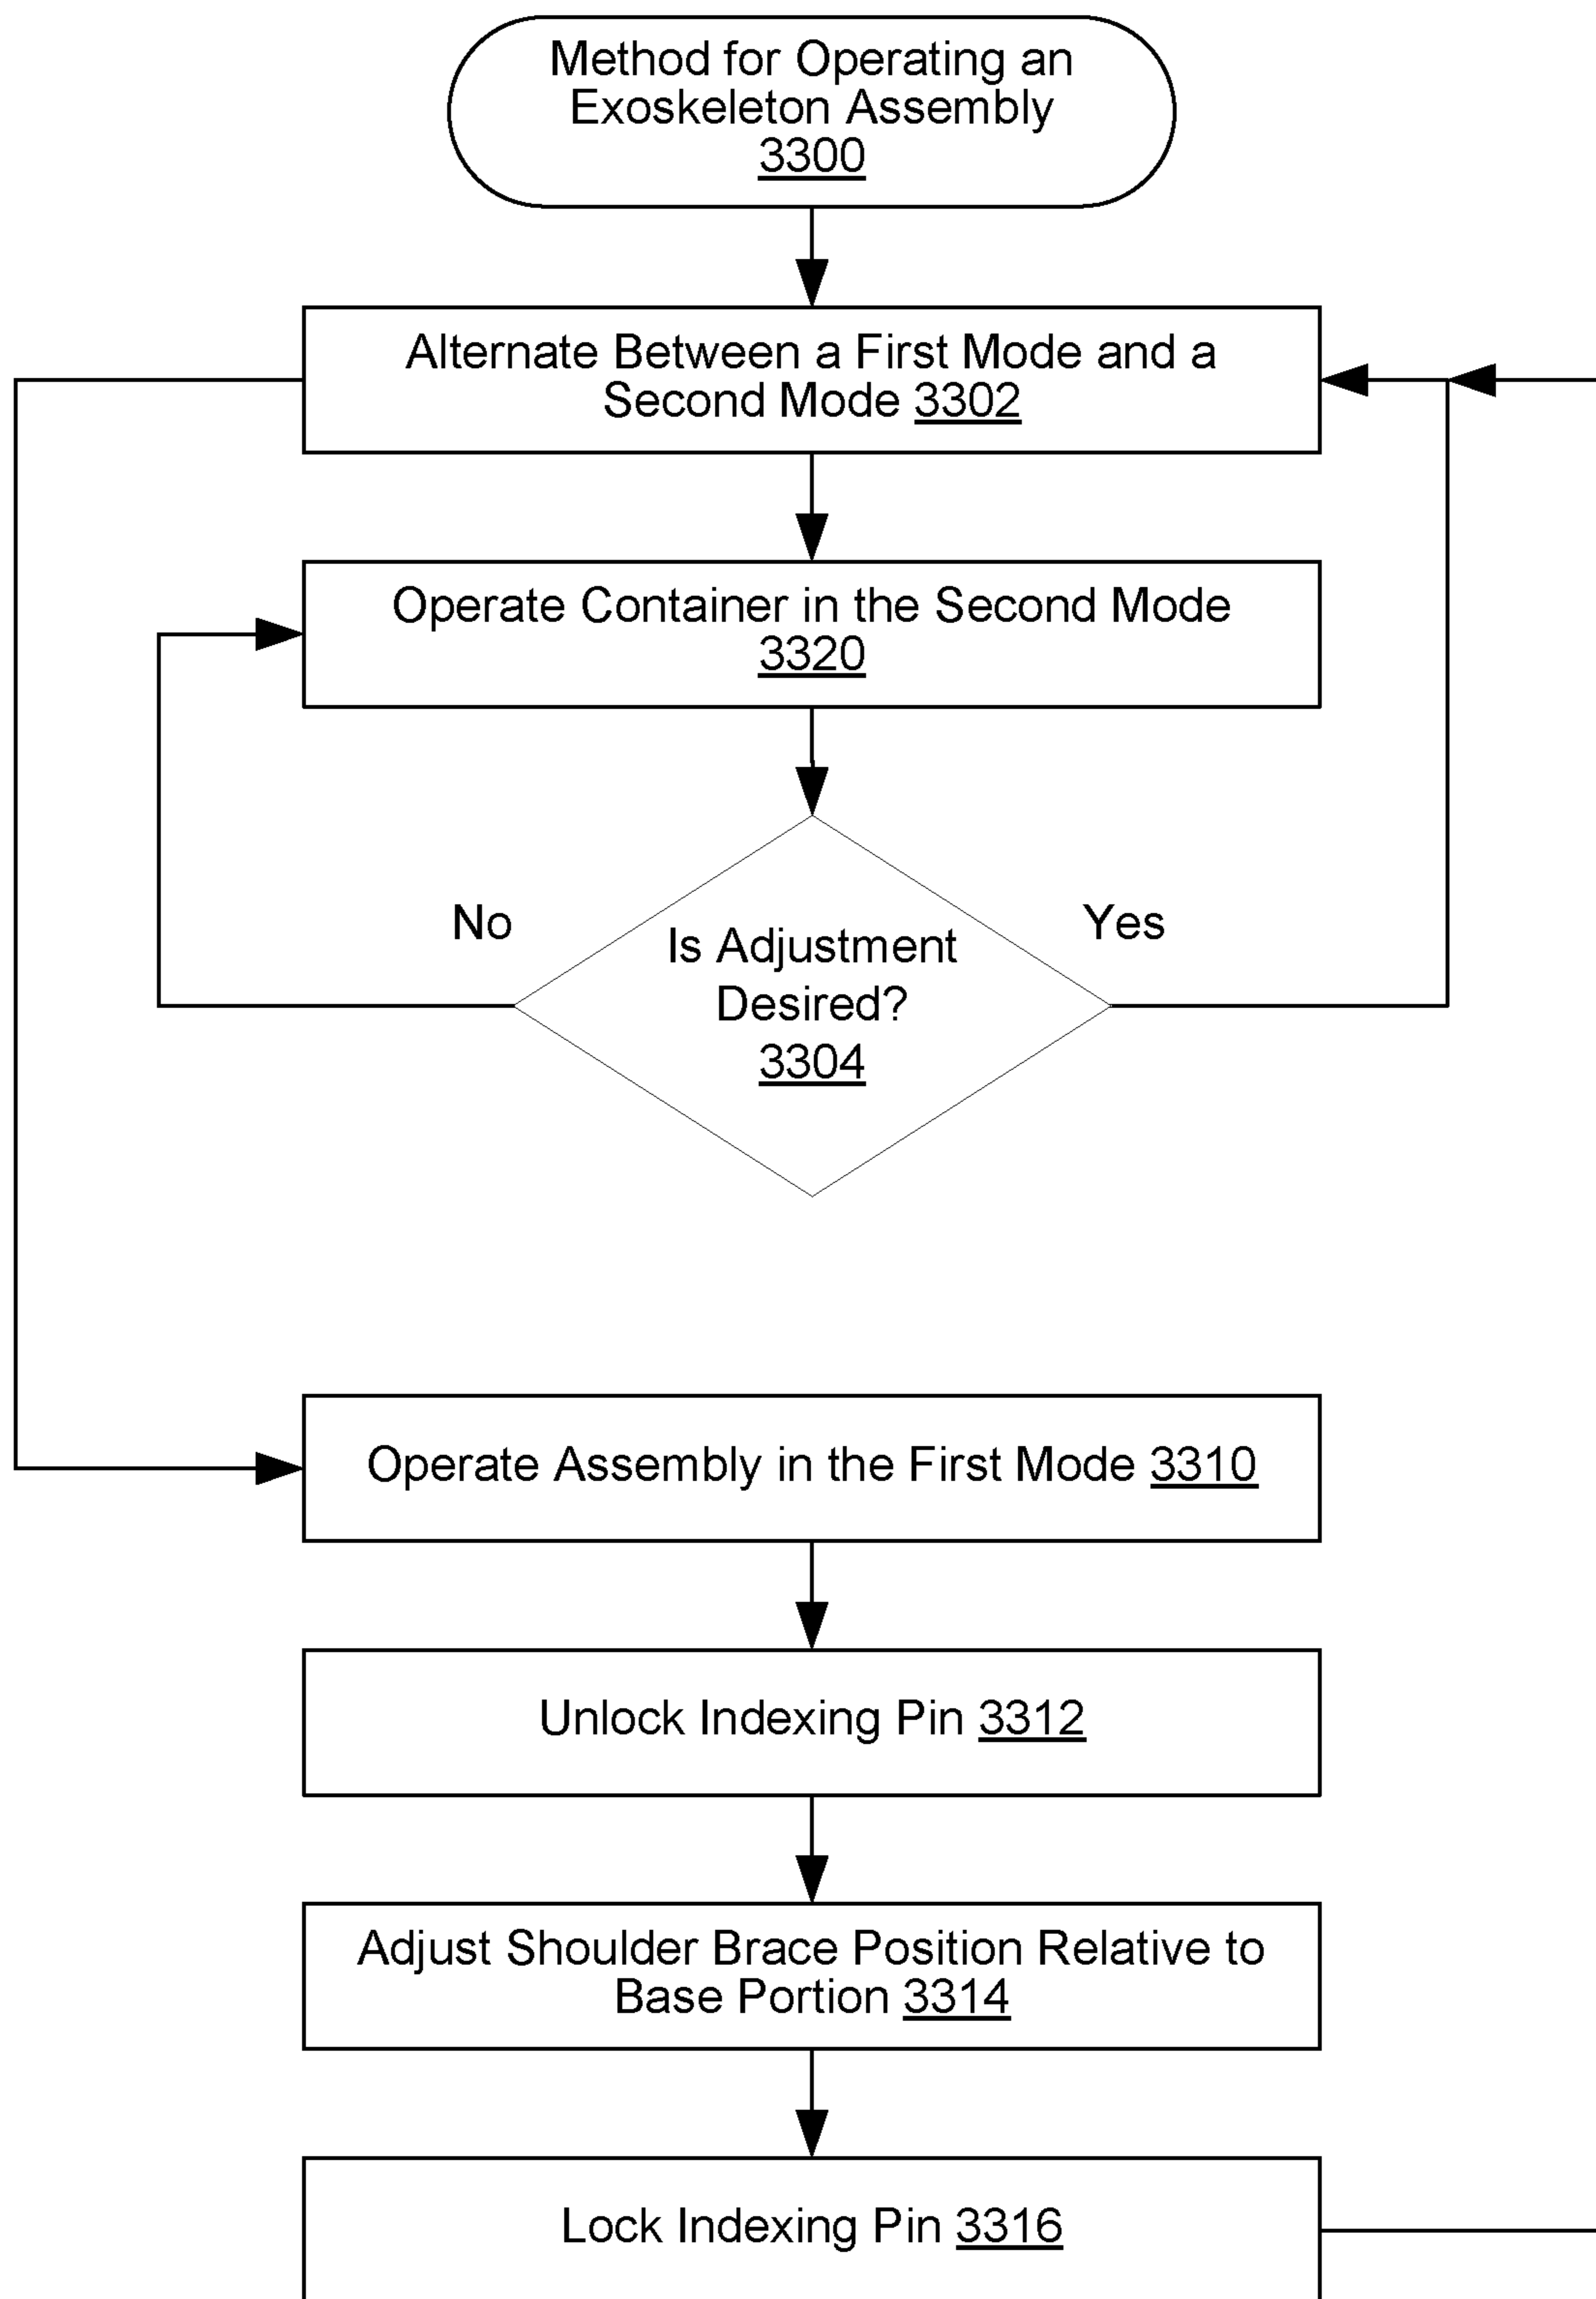 Method for Operating an
Exoskeleton Assembly
3300
Alternate Between a First Mode and a
Second Mode 3302
Operate Container in the Second Mode
3320
No
Yes
Is Adjustment
Desired?
3304
Operate Assembly in the First Mode 3310
Unlock Indexing Pin 3312
Adjust Shoulder Brace Position Relative to
Base Portion 3314
Lock Indexing Pin 3316